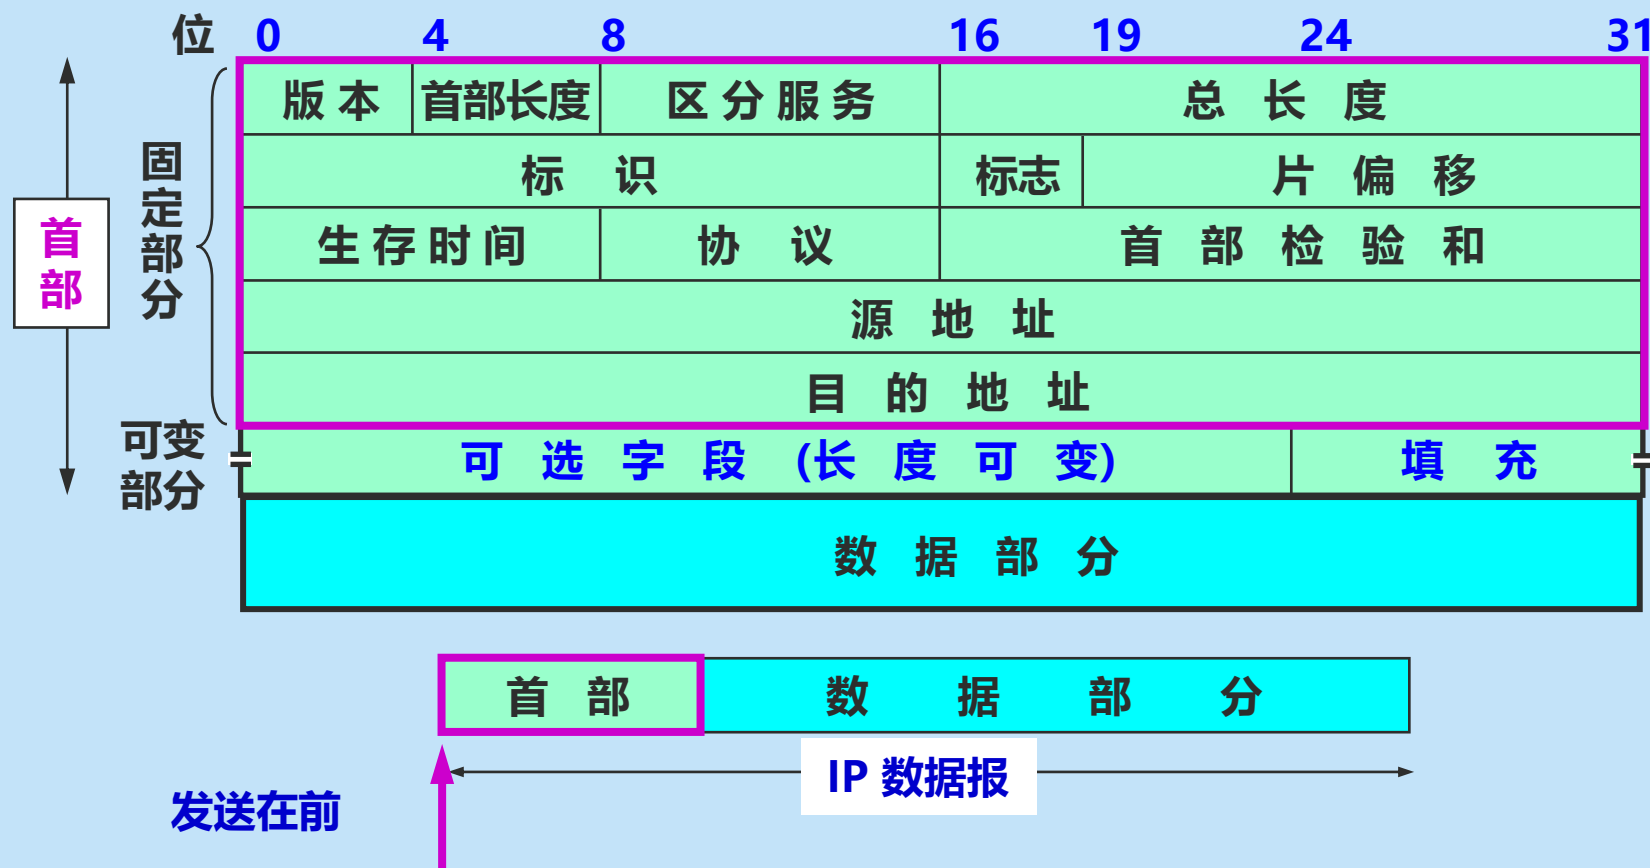 位 0 4 8 16 19 24 31
版本 首部长度 区分服务 总长度
标识 标志 片偏移
生存时间 协议 首部检验和
源地址
目的地址
可选字段 (长度可变) 填充
数据部分
首部
固定部分
可变
部分
首部 数据部分
IP 数据报
发送在前